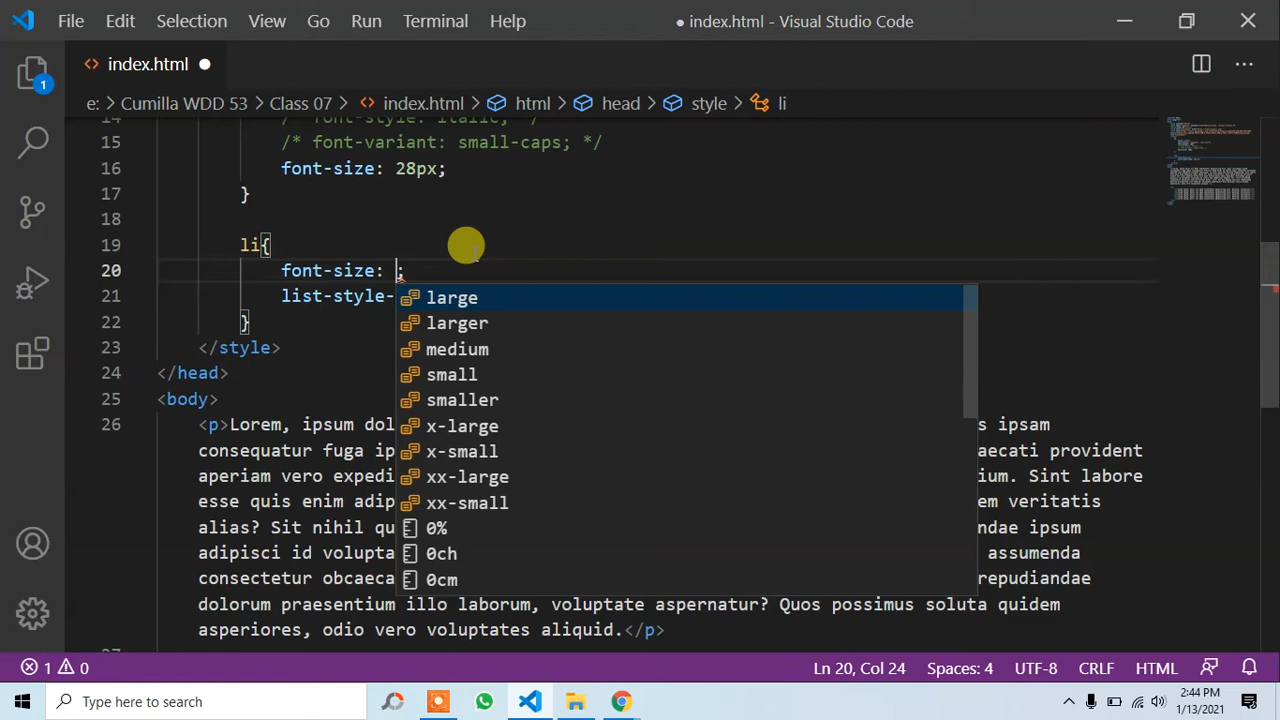 File Edit Selection View Go Run Terminal Help ● index.html - Visual Studio Code
index.html
e: > Cumilla WDD 53 > Class 07 > index.html > html > head > style > li
14 /* font-style: italic; */
15 /* font-variant: small-caps; */
16 font-size: 28px;
17 }
18
19 li{
20 font-size: ;
21 list-style-
22 }
23 </style>
24 </head>
25 <body>
26 <p>Lorem, ipsum dol s ipsam
consequatur fuga ip aecati provident
aperiam vero expedi ium. Sint labore
esse quis enim adip em veritatis
alias? Sit nihil qu ndae ipsum
adipisci id volupta assumenda
consectetur obcaeca repudiandae
dolorum praesentium illo laborum, voluptate aspernatur? Quos possimus soluta quidem
asperiores, odio vero voluptates aliquid.</p>
large
larger
medium
small
smaller
x-large
x-small
xx-large
xx-small
0%
0ch
0cm
1
1 0 Ln 20, Col 24 Spaces: 4 UTF-8 CRLF HTML
Type here to search
2:44 PM
1/13/2021